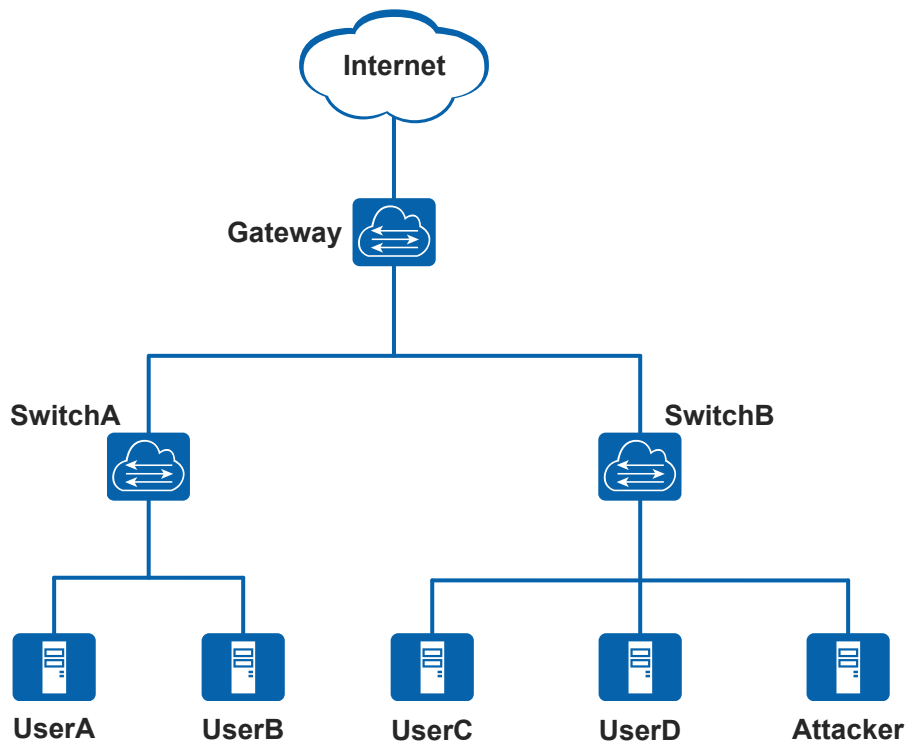 Internet
Gateway
SwitchA
SwitchB
UserA
UserB
UserC
UserD
Attacker